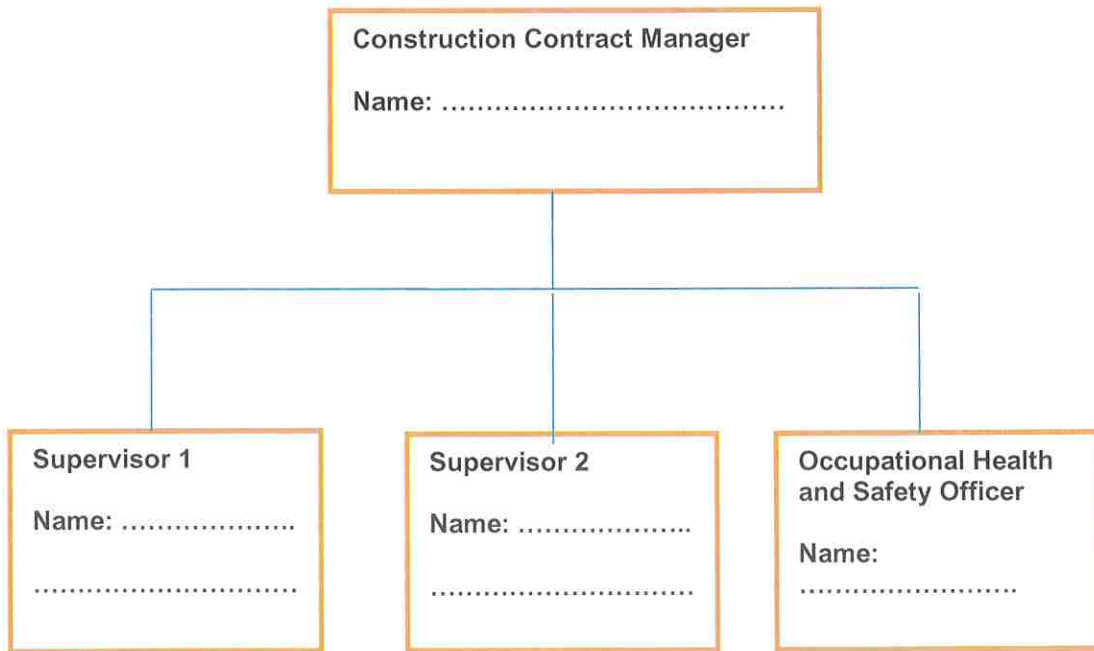 Construction Contract Manager
Name: ........................................
Supervisor 1
Name: ....................
..............................
Supervisor 2
Name: ....................
..............................
Occupational Health
and Safety Officer
Name:
.........................